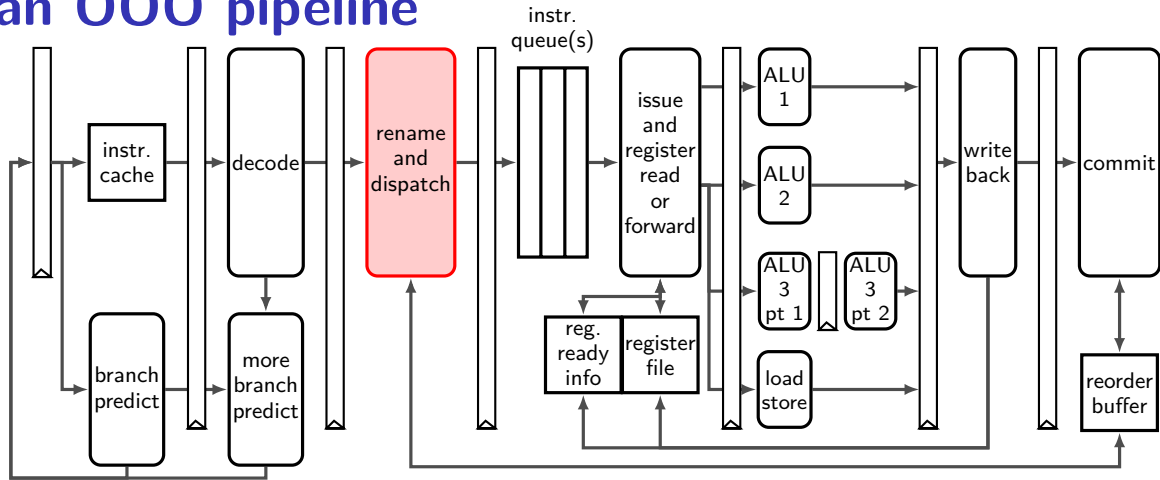 an OOO pipeline
instr.
queue(s)
instr.
cache
decode
rename
and
dispatch
issue
and
register
read
or
forward
ALU
1
ALU
2
ALU
3
pt 1
ALU
3
pt 2
load
store
write
back
commit
branch
predict
more
branch
predict
reg.
ready
info
register
file
reorder
buffer